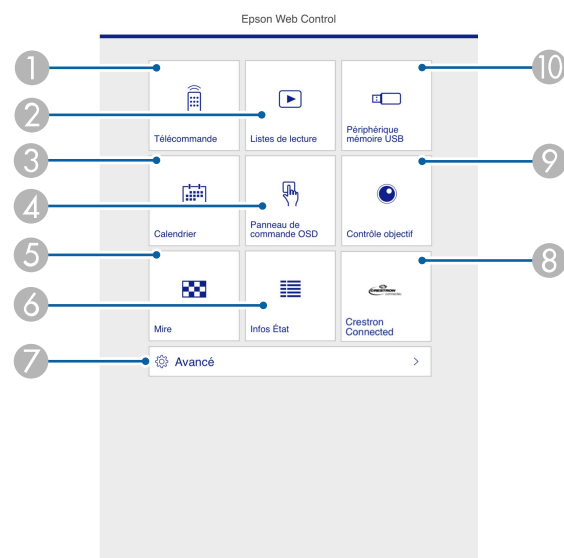 Epson Web Control
1
2
3
4
5
6
7
8
9
10
Télécommande
Listes de lecture
Périphérique
mémoire USB
Calendrier
Panneau de
commande OSD
Contrôle objectif
Mire
Infos État
CRESTRON
Crestron
Connected
Avancé